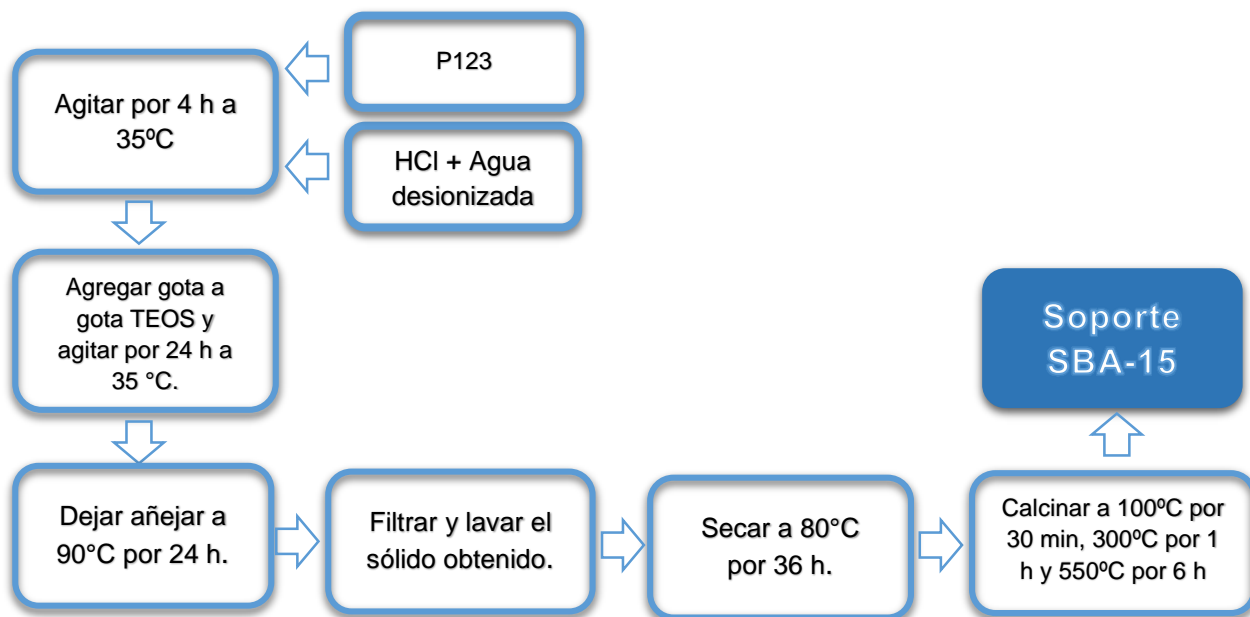 P123
Agitar por 4 h a
35ºC
HCl + Agua
desionizada
Agregar gota a
gota TEOS y
agitar por 24 h a
35 °C.
Soporte
SBA-15
Dejar añejar a
90°C por 24 h.
Filtrar y lavar el
sólido obtenido.
Secar a 80°C
por 36 h.
Calcinar a 100ºC por
30 min, 300ºC por 1
h y 550ºC por 6 h